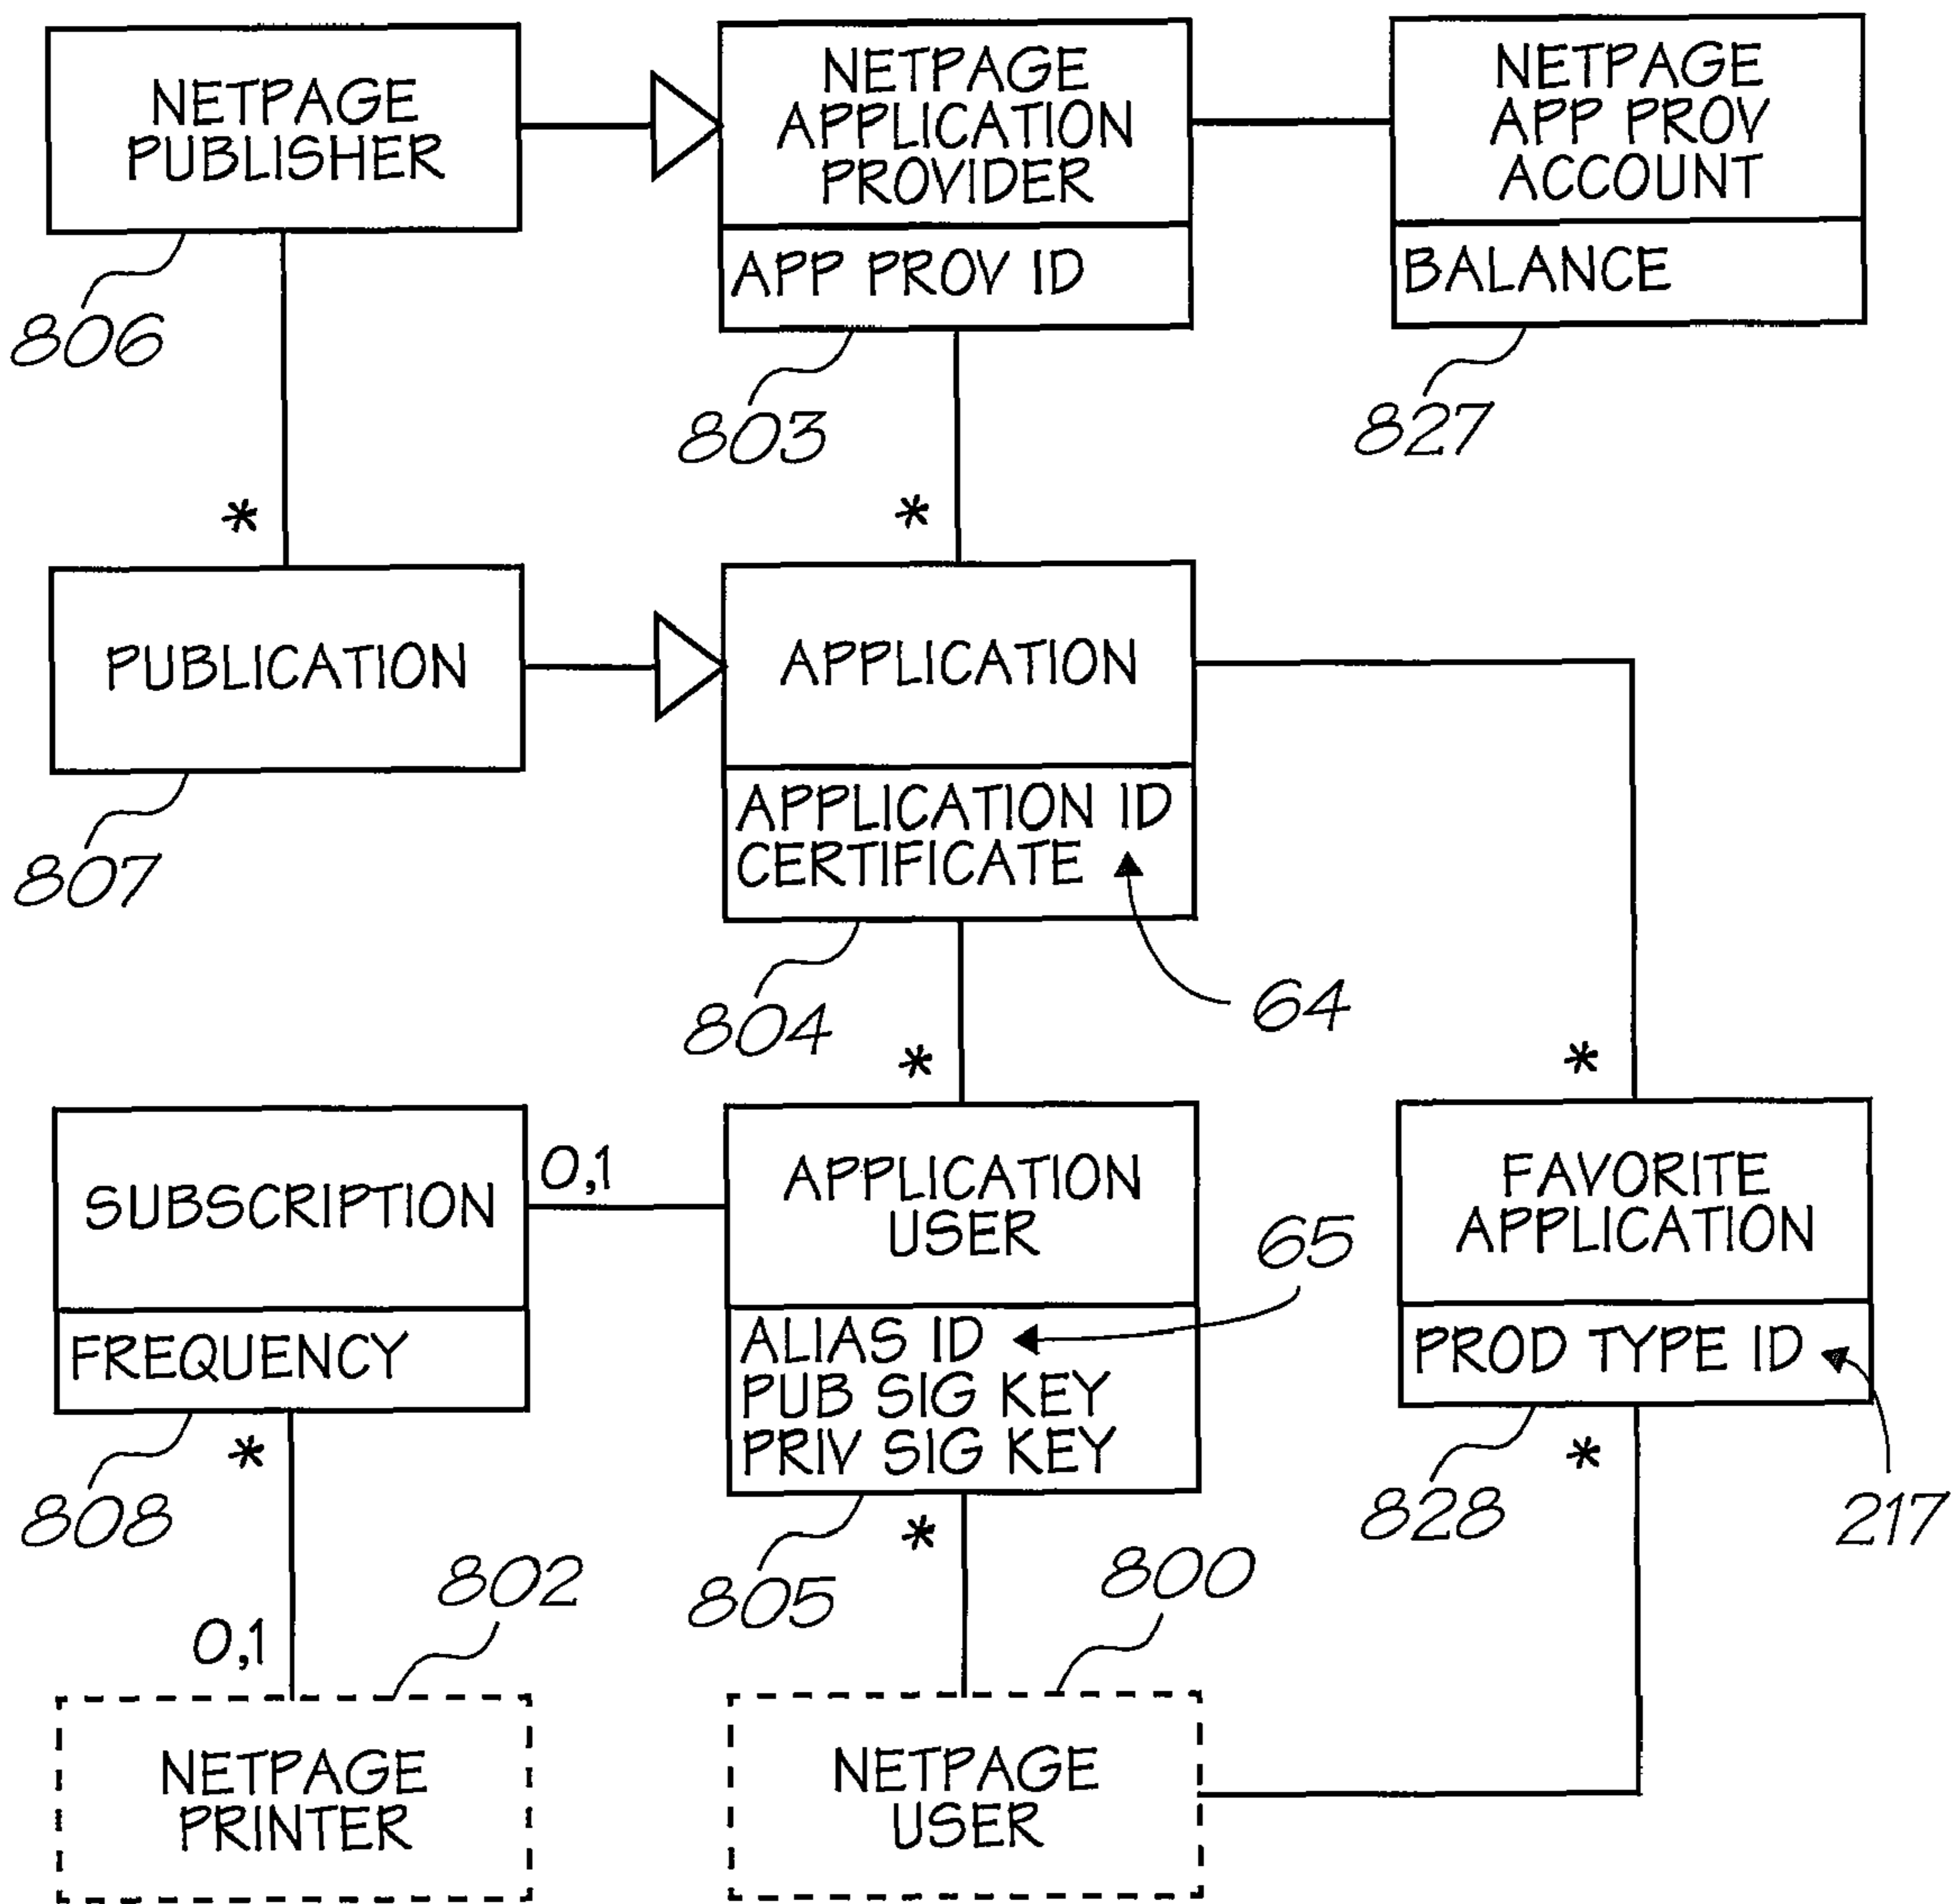 NETPAGE
PUBLISHER
NETPAGE
APPLICATION
PROVIDER
APP PROV ID
NETPAGE
APP PROV
ACCOUNT
BALANCE
806
803
827
*
*
PUBLICATION
APPLICATION
APPLICATION ID
CERTIFICATE
807
804
64
*
*
SUBSCRIPTION
FREQUENCY
0,1
APPLICATION
USER
ALIAS ID
PUB SIG KEY
PRIV SIG KEY
65
FAVORITE
APPLICATION
PROD TYPE ID
808
*
805
*
828
*
217
802
800
0,1
NETPAGE
PRINTER
NETPAGE
USER